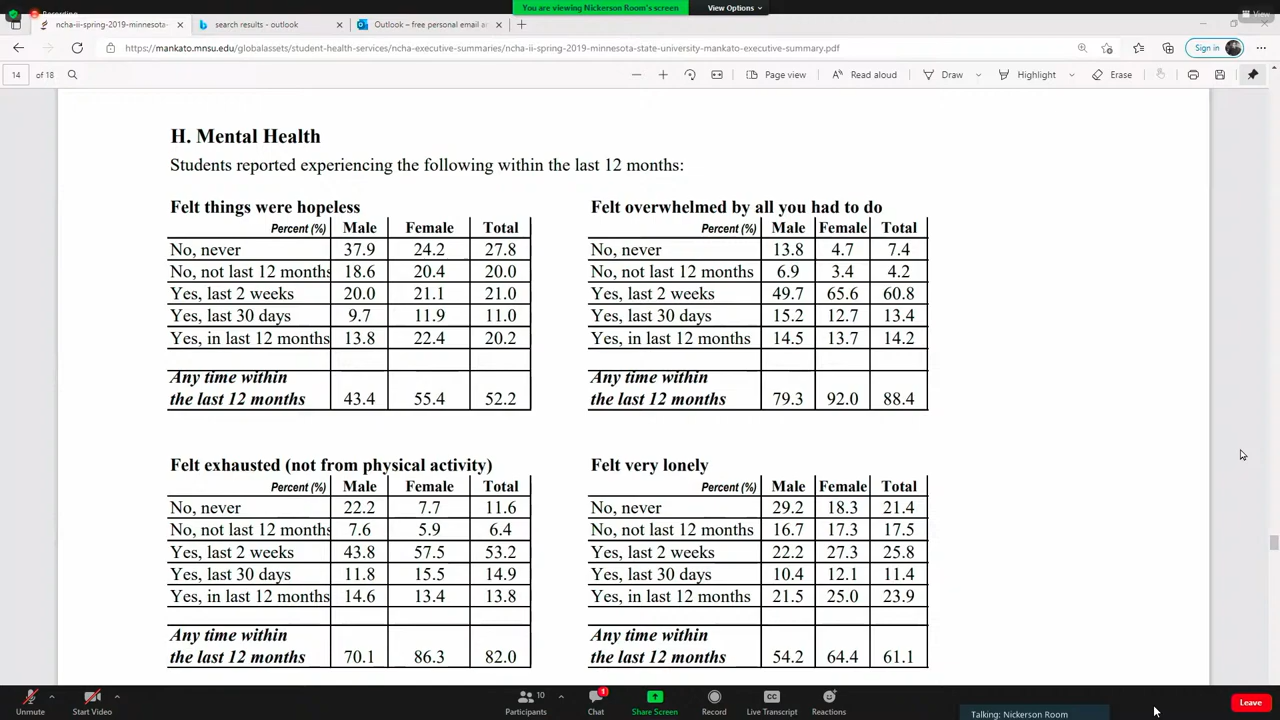 Recording
You are viewing Nickerson Room's screen
View Options
View
14
ncha-ii-spring-2019-minnesota-
search results - outlook
Outlook – free personal email an
https://mankato.mnsu.edu/globalassets/student-health-services/ncha-executive-summaries/ncha-ii-spring-2019-minnesota-state-university-mankato-executive-summary.pdf
Sign in
14 of 18
Page view
Read aloud
Draw
Highlight
Erase
H. Mental Health
Students reported experiencing the following within the last 12 months:
Felt things were hopeless
Percent (%) Male Female Total
No, never 37.9 24.2 27.8
No, not last 12 months 18.6 20.4 20.0
Yes, last 2 weeks 20.0 21.1 21.0
Yes, last 30 days 9.7 11.9 11.0
Yes, in last 12 months 13.8 22.4 20.2
Any time within
the last 12 months 43.4 55.4 52.2
Felt overwhelmed by all you had to do
Percent (%) Male Female Total
No, never 13.8 4.7 7.4
No, not last 12 months 6.9 3.4 4.2
Yes, last 2 weeks 49.7 65.6 60.8
Yes, last 30 days 15.2 12.7 13.4
Yes, in last 12 months 14.5 13.7 14.2
Any time within
the last 12 months 79.3 92.0 88.4
Felt exhausted (not from physical activity)
Percent (%) Male Female Total
No, never 22.2 7.7 11.6
No, not last 12 months 7.6 5.9 6.4
Yes, last 2 weeks 43.8 57.5 53.2
Yes, last 30 days 11.8 15.5 14.9
Yes, in last 12 months 14.6 13.4 13.8
Any time within
the last 12 months 70.1 86.3 82.0
Felt very lonely
Percent (%) Male Female Total
No, never 29.2 18.3 21.4
No, not last 12 months 16.7 17.3 17.5
Yes, last 2 weeks 22.2 27.3 25.8
Yes, last 30 days 10.4 12.1 11.4
Yes, in last 12 months 21.5 25.0 23.9
Any time within
the last 12 months 54.2 64.4 61.1
Unmute
Start Video
10
Participants
1
Chat
Share Screen
Record
CC
Live Transcript
Reactions
Talking: Nickerson Room
Leave